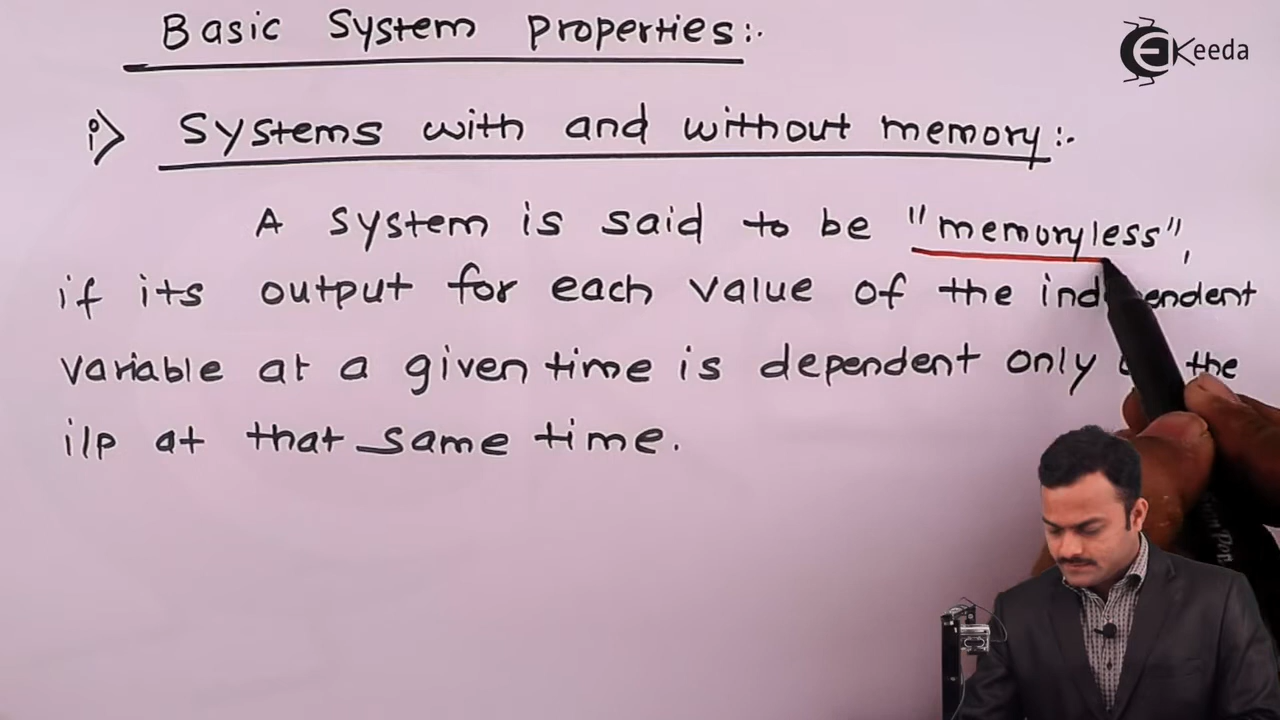 Basic System Properties:.
EKeeda
i) Systems with and without memory:.
A System is said to be "memoryless",
if its output for each value of the independent
variable at a given time is dependent only the
i/p at that same time.